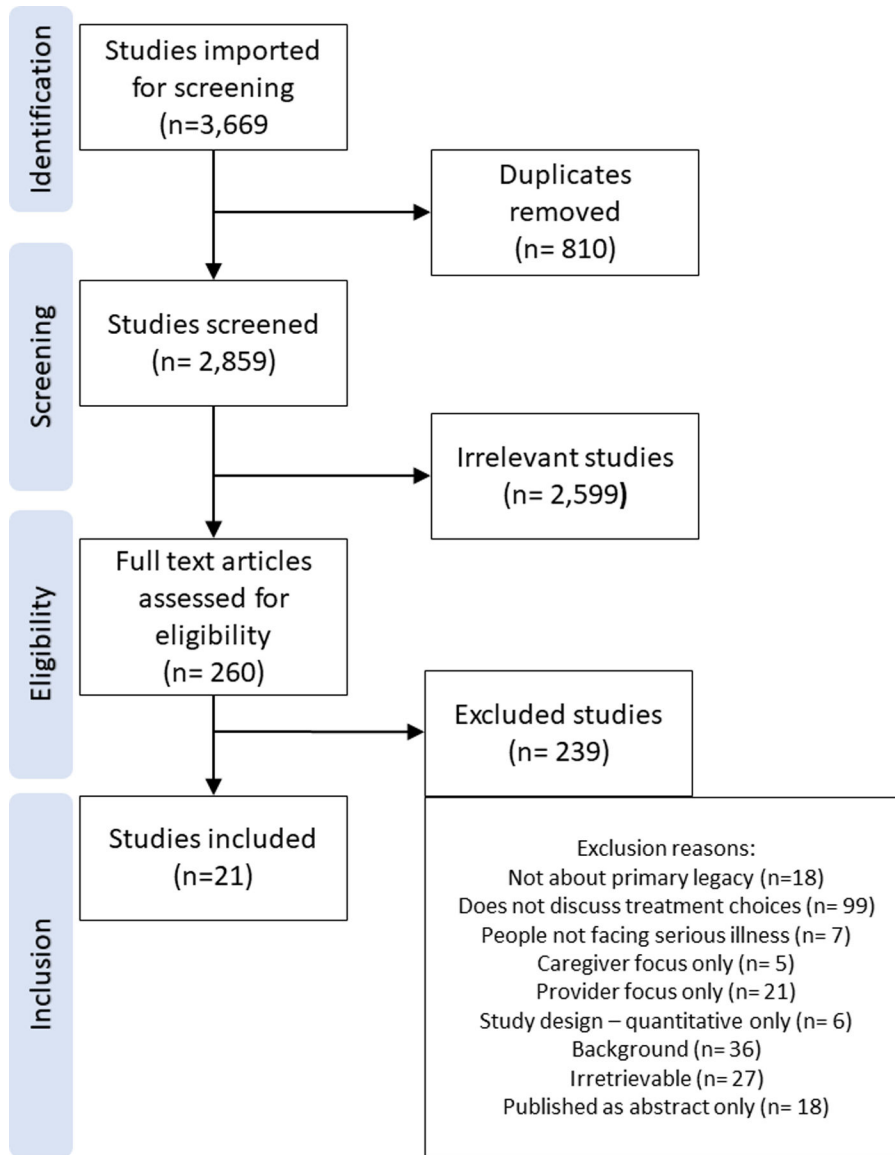 Identification
Studies imported
for screening
(n=3,669
Duplicates
removed
(n= 810)
Screening
Studies screened
(n= 2,859)
Irrelevant studies
(n= 2,599)
Eligibility
Full text articles
assessed for
eligibility
(n= 260)
Excluded studies
(n= 239)
Inclusion
Studies included
(n=21)
Exclusion reasons:
Not about primary legacy (n=18)
Does not discuss treatment choices (n= 99)
People not facing serious illness (n= 7)
Caregiver focus only (n= 5)
Provider focus only (n= 21)
Study design – quantitative only (n= 6)
Background (n= 36)
Irretrievable (n= 27)
Published as abstract only (n= 18)